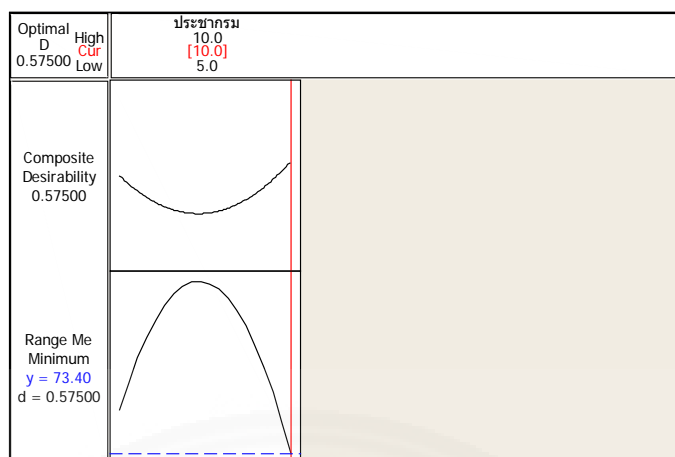 Optimal High
D Cur
0.57500 Low
ประชากรม
10.0
[10.0]
5.0
Composite
Desirability
0.57500
Range Me
Minimum
y = 73.40
d = 0.57500